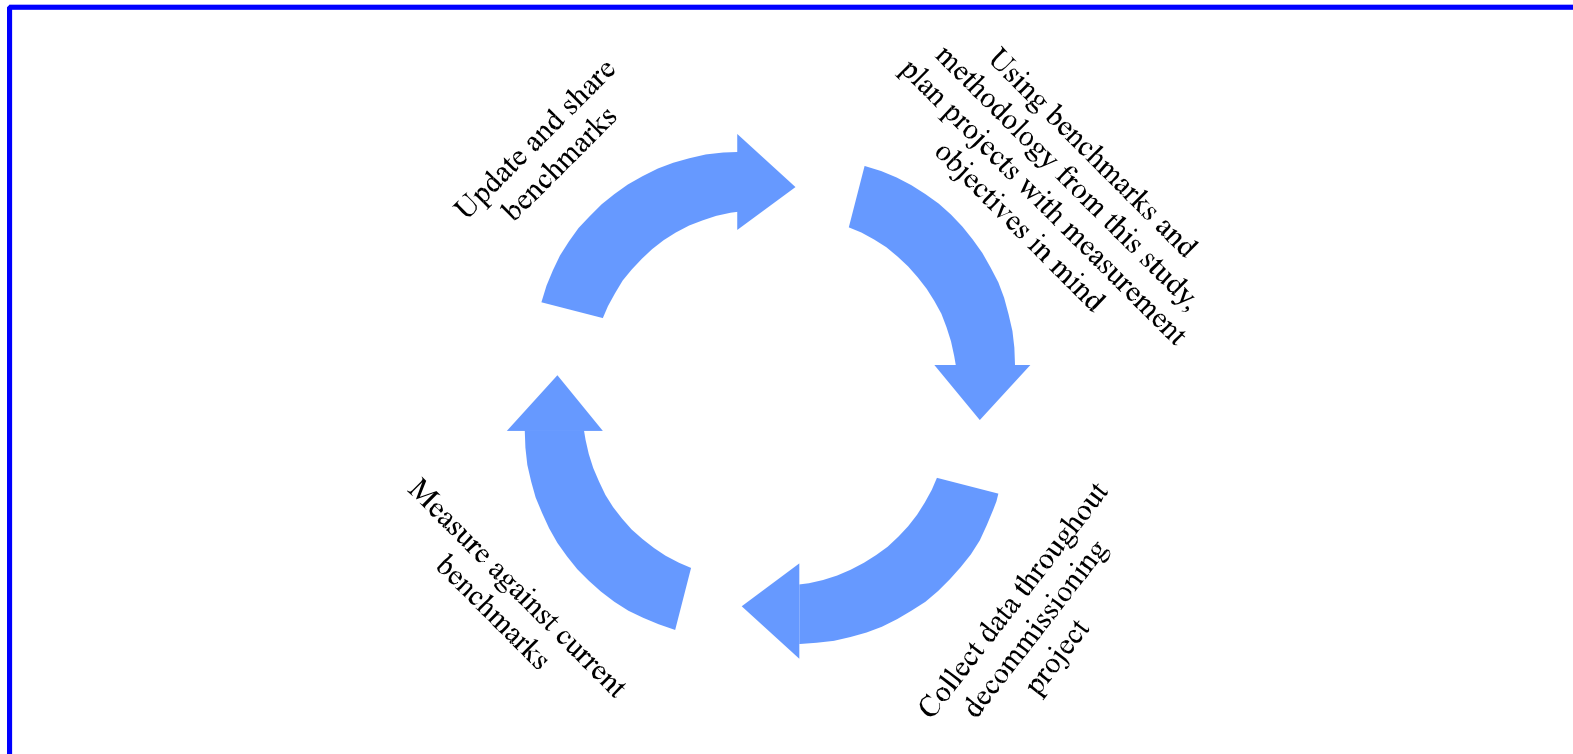 Update and share
benchmarks
Using benchmarks and
methodology from this study,
plan projects with measurement
objectives in mind
Measure against current
benchmarks
Collect data throughout
decommissioning
project